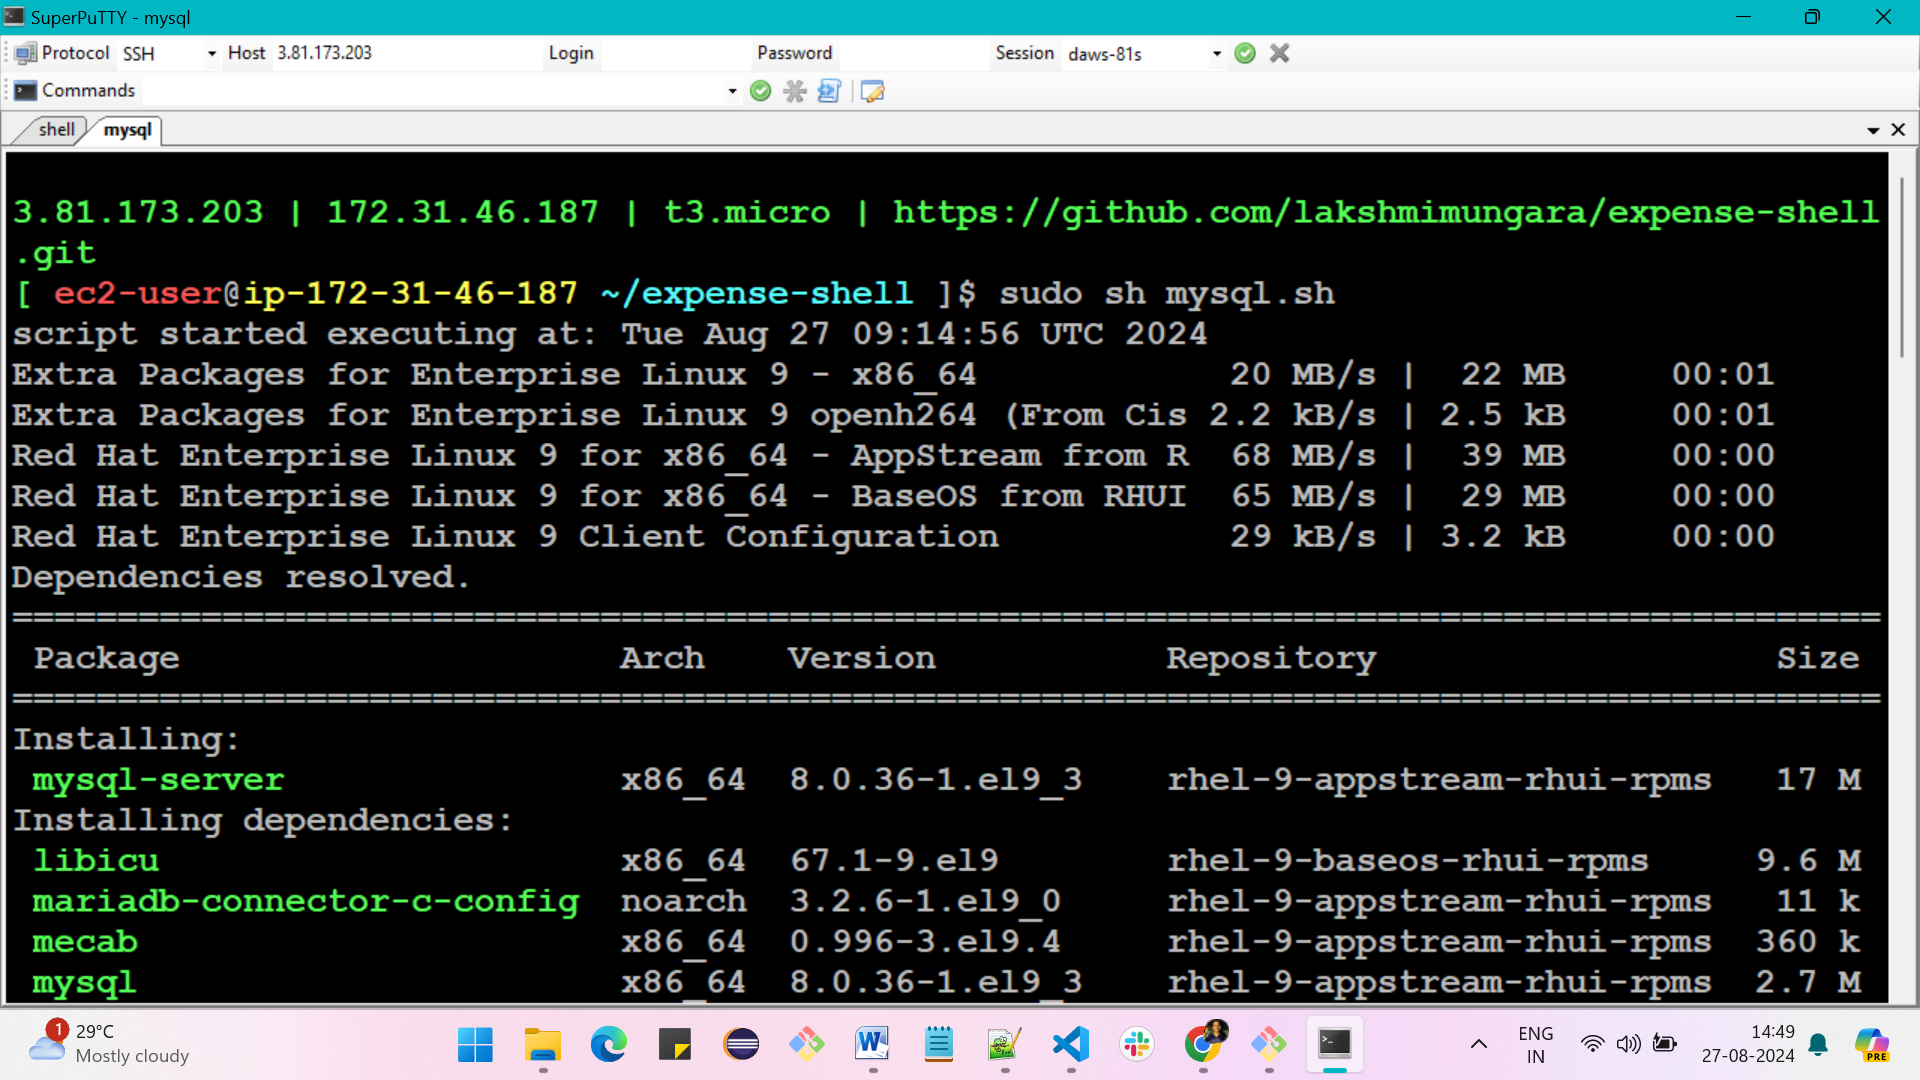 SuperPuTTY - mysql
Protocol SSH Host 3.81.173.203 Login Password Session daws-81s
Commands
shell mysql
3.81.173.203 | 172.31.46.187 | t3.micro | https://github.com/lakshmimungara/expense-shell
.git
[ ec2-user@ip-172-31-46-187 ~/expense-shell ]$ sudo sh mysql.sh
script started executing at: Tue Aug 27 09:14:56 UTC 2024
Extra Packages for Enterprise Linux 9 - x86_64 20 MB/s | 22 MB 00:01
Extra Packages for Enterprise Linux 9 openh264 (From Cis 2.2 kB/s | 2.5 kB 00:01
Red Hat Enterprise Linux 9 for x86_64 - AppStream from R 68 MB/s | 39 MB 00:00
Red Hat Enterprise Linux 9 for x86_64 - BaseOS from RHUI 65 MB/s | 29 MB 00:00
Red Hat Enterprise Linux 9 Client Configuration 29 kB/s | 3.2 kB 00:00
Dependencies resolved.
================================================================================
Package Arch Version Repository Size
================================================================================
Installing:
mysql-server x86_64 8.0.36-1.el9_3 rhel-9-appstream-rhui-rpms 17 M
Installing dependencies:
libicu x86_64 67.1-9.el9 rhel-9-baseos-rhui-rpms 9.6 M
mariadb-connector-c-config noarch 3.2.6-1.el9_0 rhel-9-appstream-rhui-rpms 11 k
mecab x86_64 0.996-3.el9.4 rhel-9-appstream-rhui-rpms 360 k
mysql x86_64 8.0.36-1.el9_3 rhel-9-appstream-rhui-rpms 2.7 M
1 29°C
Mostly cloudy
ENG
IN
14:49
27-08-2024
PRE